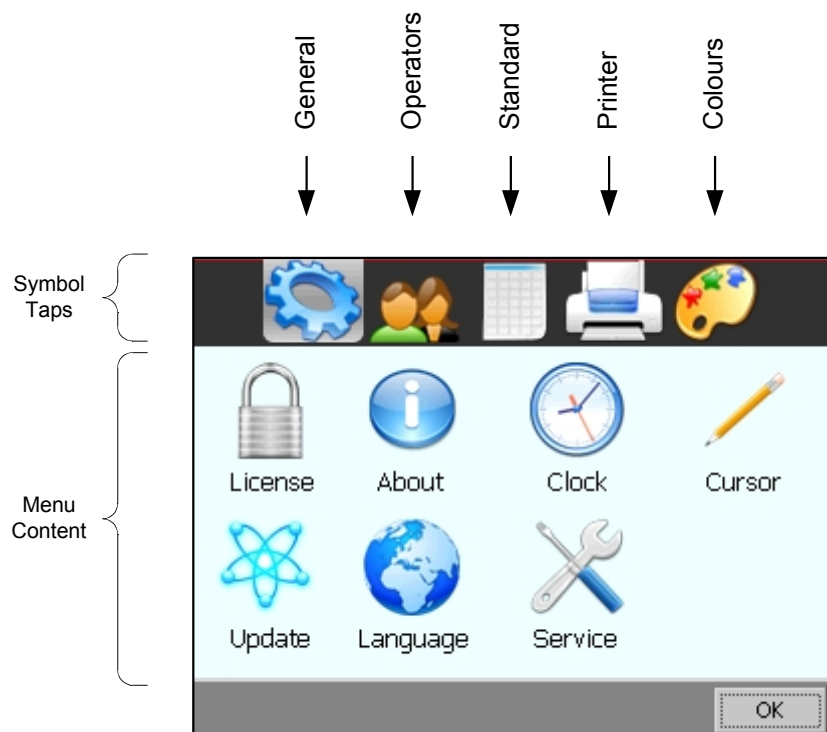 General
Operators
Standard
Printer
Colours
Symbol
Taps
License About Clock Cursor
Menu
Content
Update Language Service
OK